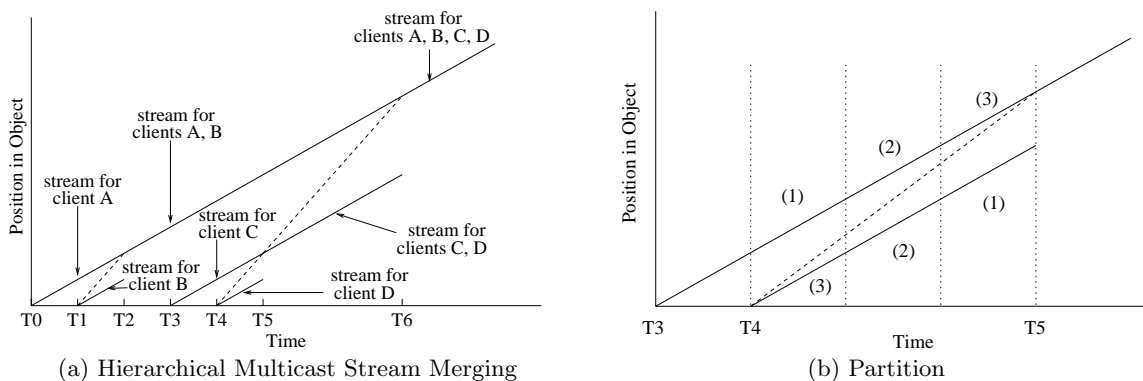 stream for
clients A, B, C, D
stream for
clients A, B
stream for
client A
stream for
client C
stream for
clients C, D
stream for
client B
stream for
client D
Position in Object
T0
T1
T2
T3
T4
T5
T6
Time
(a) Hierarchical Multicast Stream Merging
Position in Object
(1)
(2)
(3)
(3)
(2)
(1)
T3
T4
T5
Time
(b) Partition